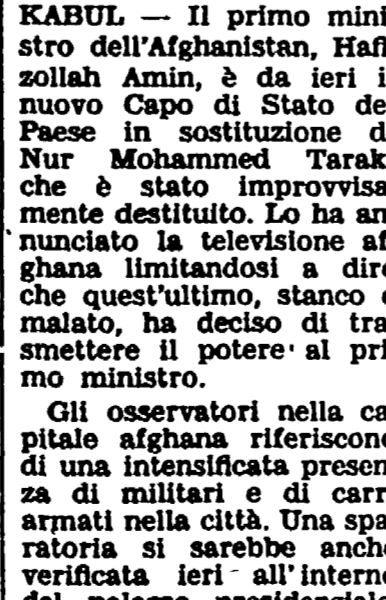 KABUL — Il primo mini
stro dell'Afghanistan, Hafi
zollah Amin, è da ieri i
nuovo Capo di Stato de
Paese in sostituzione d
Nur Mohammed Tarak
che è stato improvvisa
mente destituito. Lo ha an
nunciato la televisione af
ghana limitandosi a dire
che quest'ultimo, stanco e
malato, ha deciso di tra
smettere il potere al pri
mo ministro.
Gli osservatori nella ca
pitale afghana riferiscono
di una intensificata presen
za di militari e di carr
armati nella città. Una spa
ratoria si sarebbe anche
verificata ieri all'interno